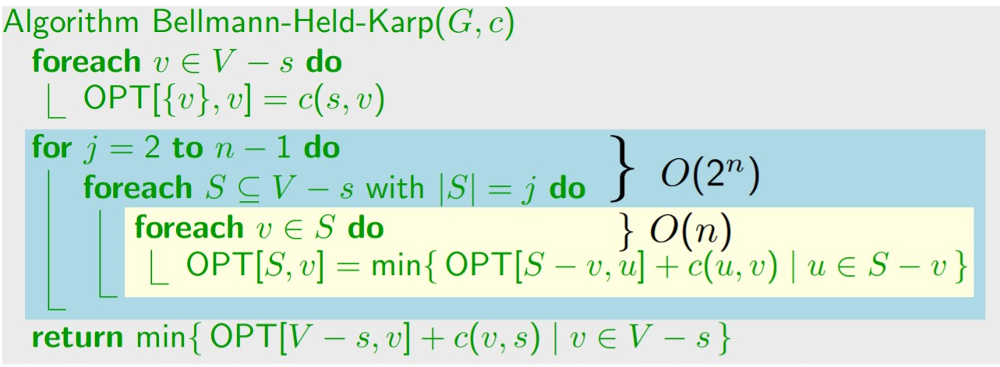 Algorithm Bellmann-Held-Karp(G, c)
foreach v ∈ V − s do
OPT[{v}, v] = c(s, v)
for j = 2 to n − 1 do
foreach S ⊆ V − s with |S| = j do } O(2ⁿ)
foreach v ∈ S do } O(n)
OPT[S, v] = min{ OPT[S − v, u] + c(u, v) | u ∈ S − v }
return min{ OPT[V − s, v] + c(v, s) | v ∈ V − s }